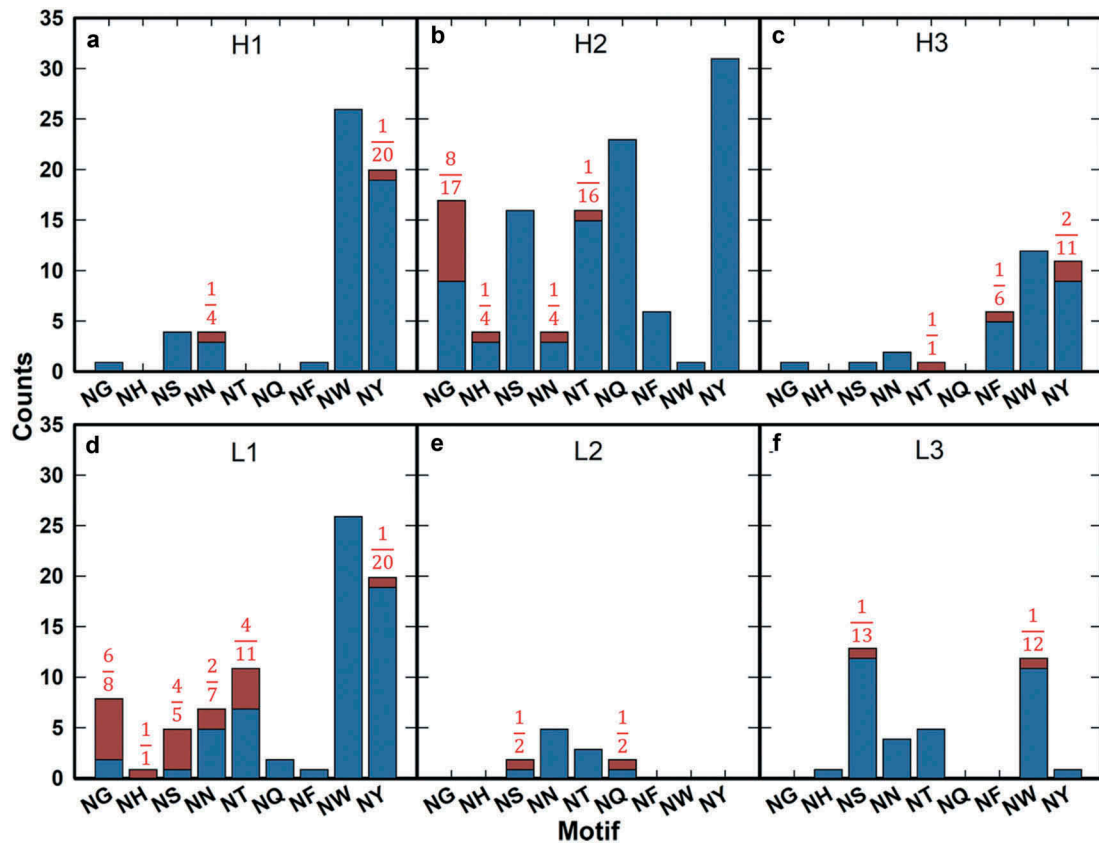 Counts
a H1
35
30
25
20
15
10
5
0
1/4
1/20
NG NH NS NN NT NQ NF NW NY
b H2
8/17
1/4
1/4
1/16
NG NH NS NN NT NQ NF NW NY
c H3
1/1
1/6
2/11
NG NH NS NN NT NQ NF NW NY
d L1
35
30
25
20
15
10
5
0
6/8
1/1
4/5
2/7
4/11
1/20
NG NH NS NN NT NQ NF NW NY
e L2
1/2
1/2
NG NH NS NN NT NQ NF NW NY
f L3
1/13
1/12
NG NH NS NN NT NQ NF NW NY
Motif